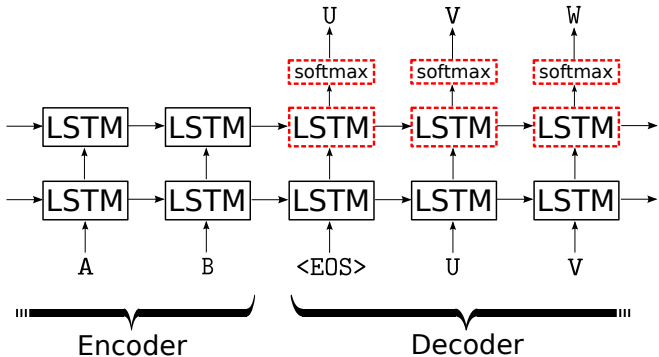 U V W
softmax softmax softmax
LSTM LSTM LSTM LSTM LSTM
LSTM LSTM LSTM LSTM LSTM
A B <EOS> U V
Encoder Decoder